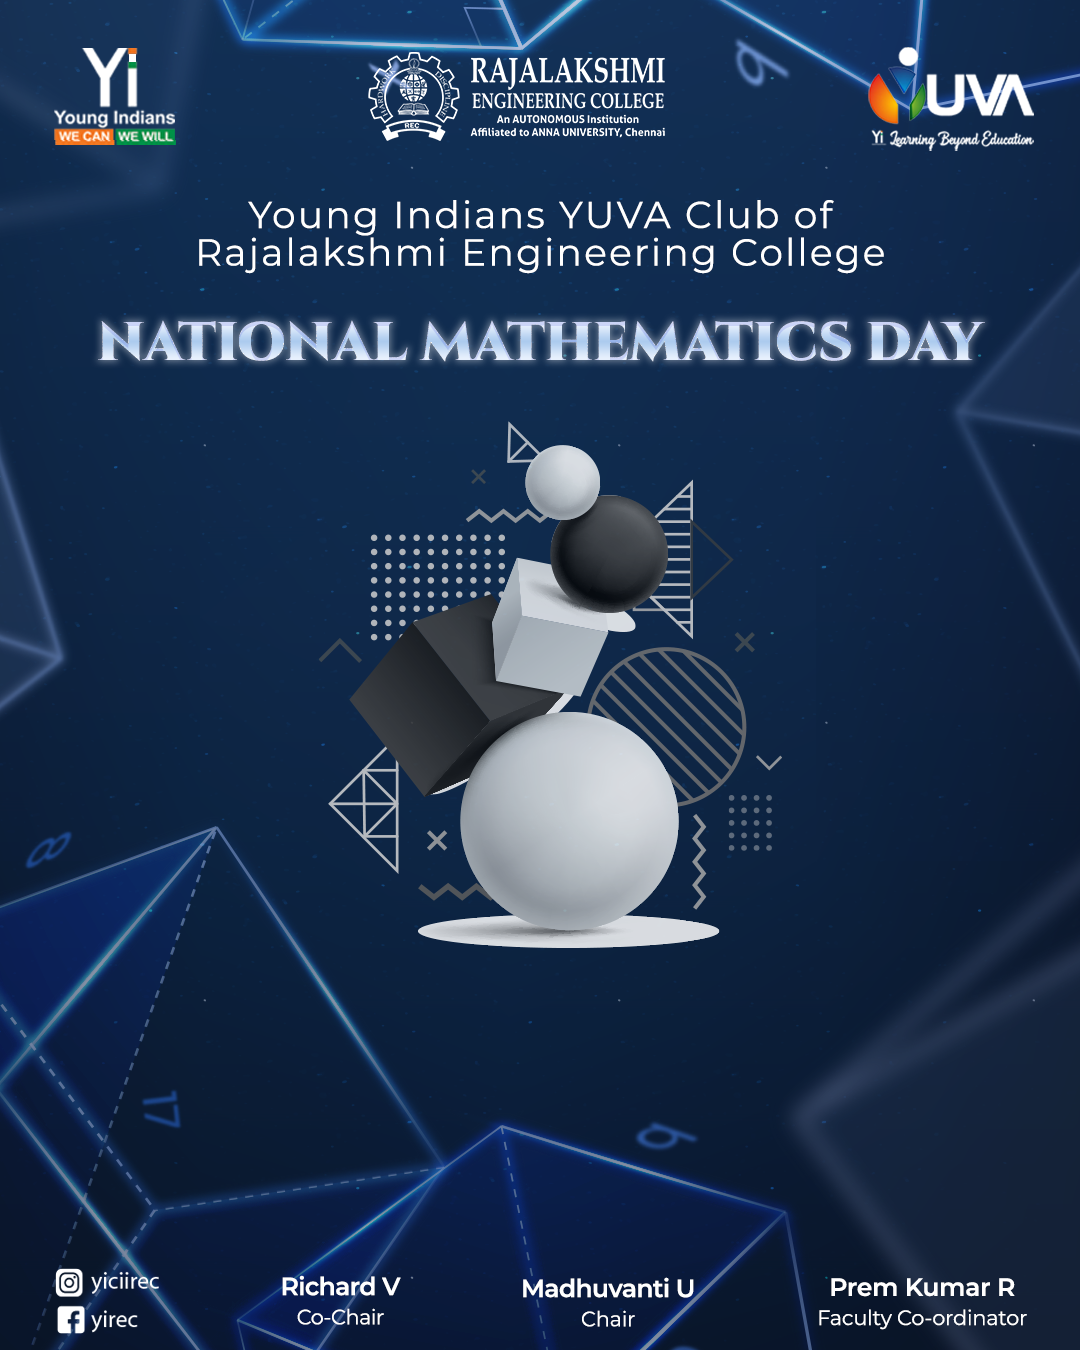 Yi
Young Indians
WE CAN WE WILL
REC
RAJALAKSHMI
ENGINEERING COLLEGE
An AUTONOMOUS Institution
Affiliated to ANNA UNIVERSITY, Chennai
YUVA
Yi Learning Beyond Education
Young Indians YUVA Club of
Rajalakshmi Engineering College
NATIONAL MATHEMATICS DAY
8
17
yiciirec
yirec
Richard V
Co-Chair
Madhuvanti U
Chair
Prem Kumar R
Faculty Co-ordinator